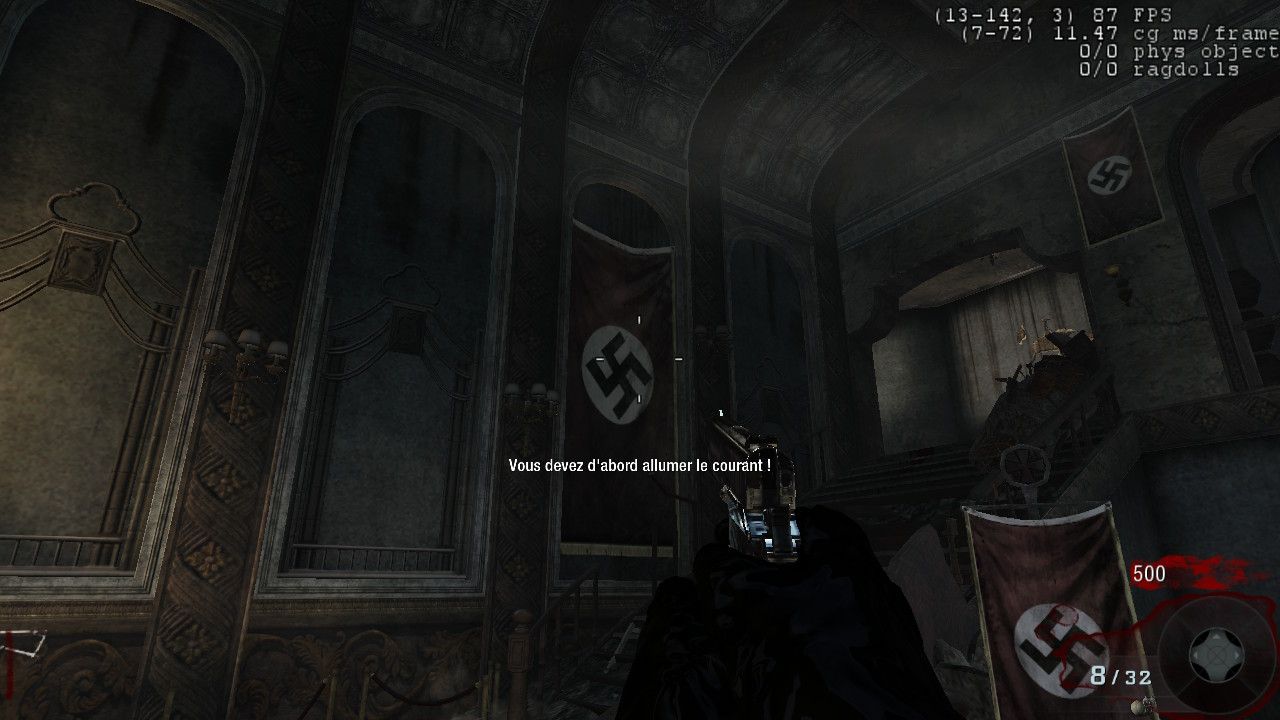 (13-142, 3) 87 FPS
(7-72) 11.47 cg ms/frame
0/0 phys object
0/0 ragdolls
Vous devez d'abord allumer le courant !
500
8/32